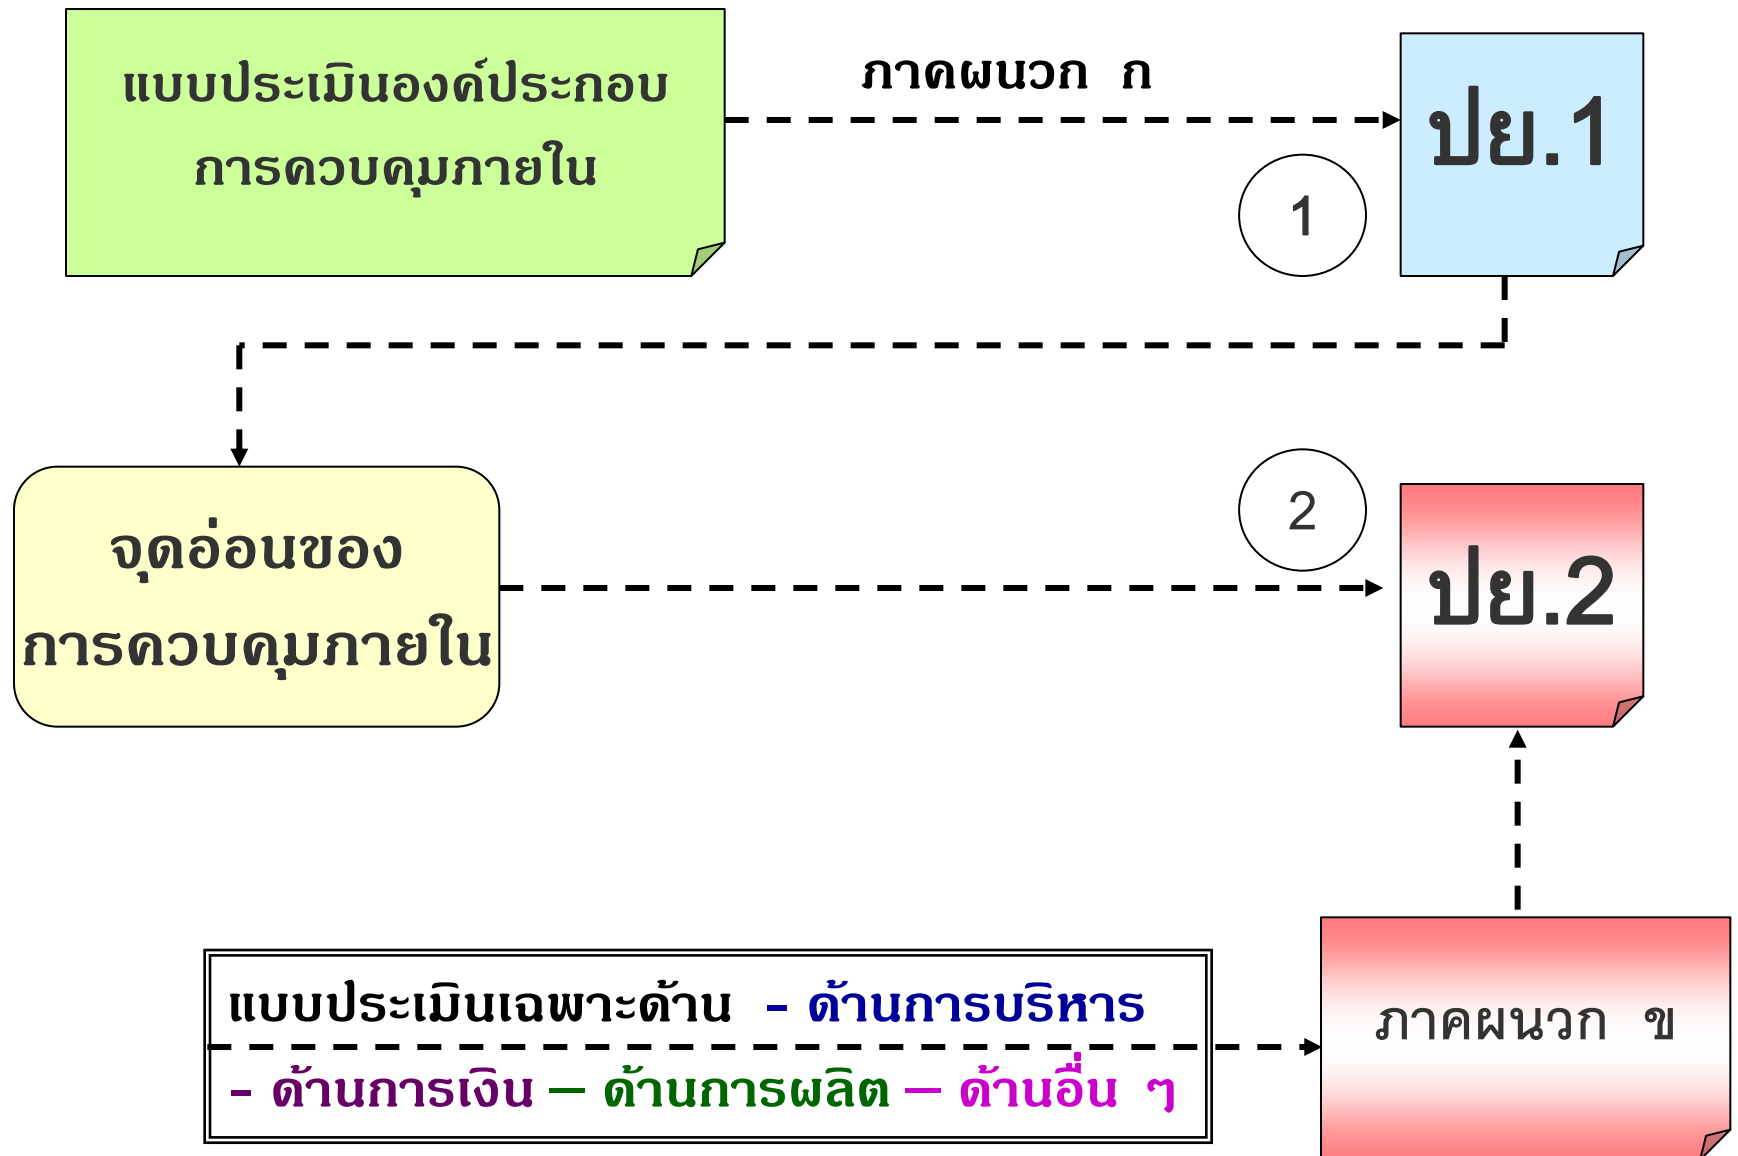 แบบประเมินองค์ประกอบ
การควบคุมภายใน
ภาคผนวก ก
ปย.1
1
จุดอ่อนของ
การควบคุมภายใน
2
ปย.2
แบบประเมินเฉพาะด้าน - ด้านการบริหาร
- ด้านการเงิน – ด้านการผลิต – ด้านอื่น ๆ
ภาคผนวก ข